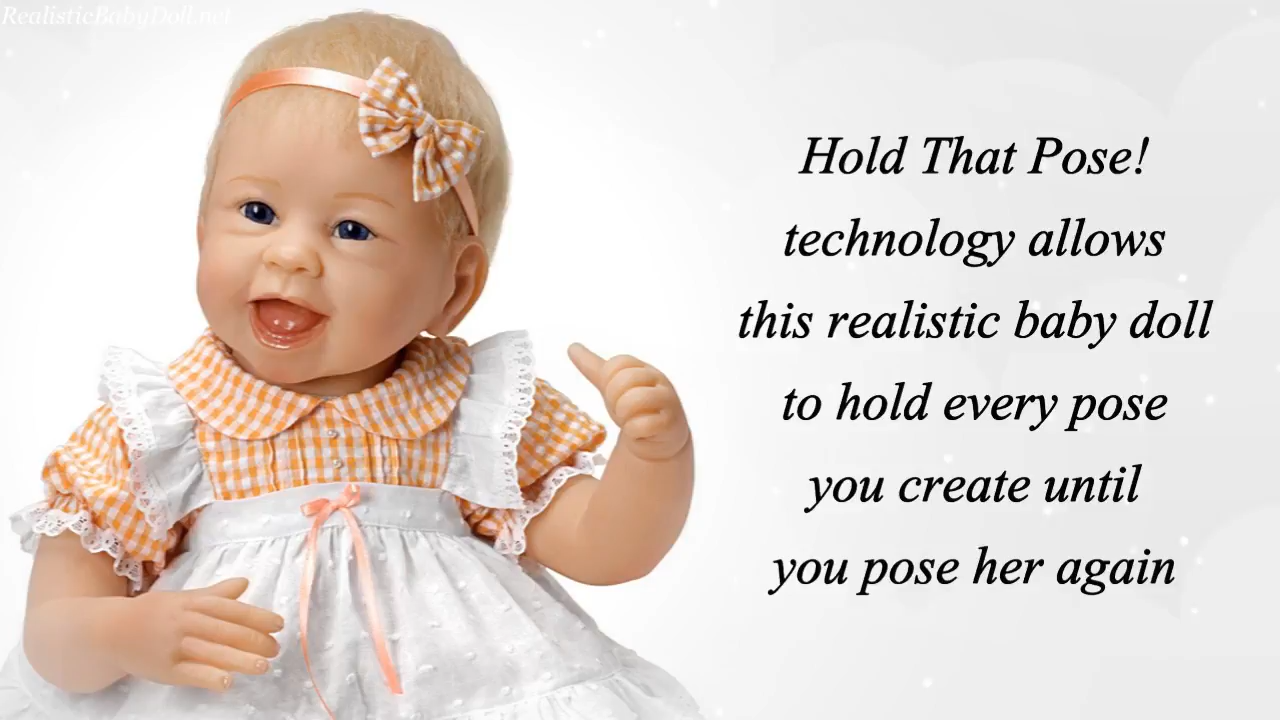 RealisticBabyDoll.net
Hold That Pose!
technology allows
this realistic baby doll
to hold every pose
you create until
you pose her again